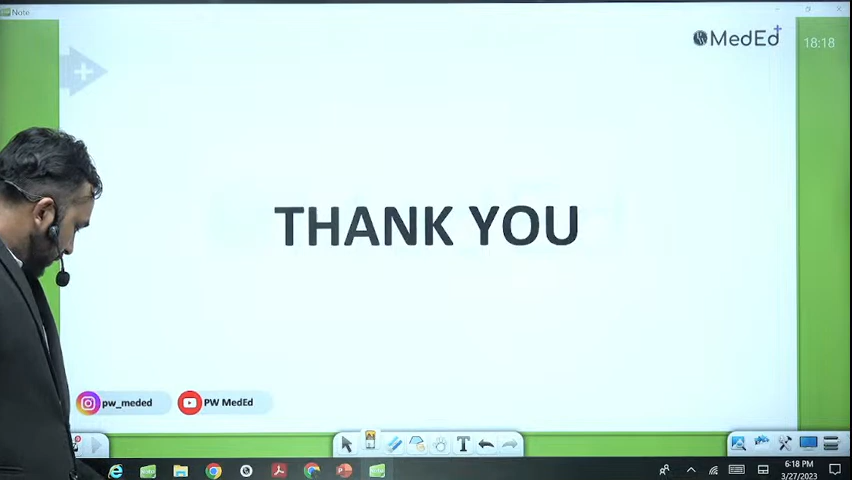 Note
MedEd
18:18
THANK YOU
pw_meded
PW MedEd
T
6:18 PM
3/27/2023